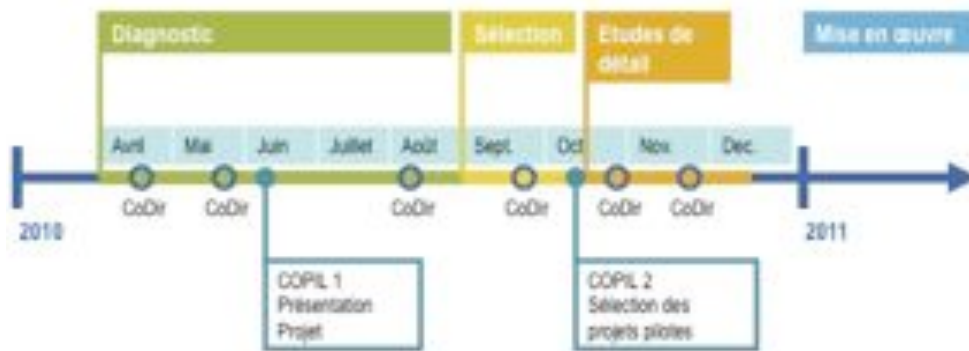 Diagnostic
Sélection
Etudes de
détail
Mise en œuvre
Avril Mai Juin Juillet Août Sept. Oct Nov. Dec.
CoDir CoDir CoDir CoDir CoDir CoDir
2010
2011
COPIL 1
Présentation
Projet
COPIL 2
Sélection des
projets pilotes